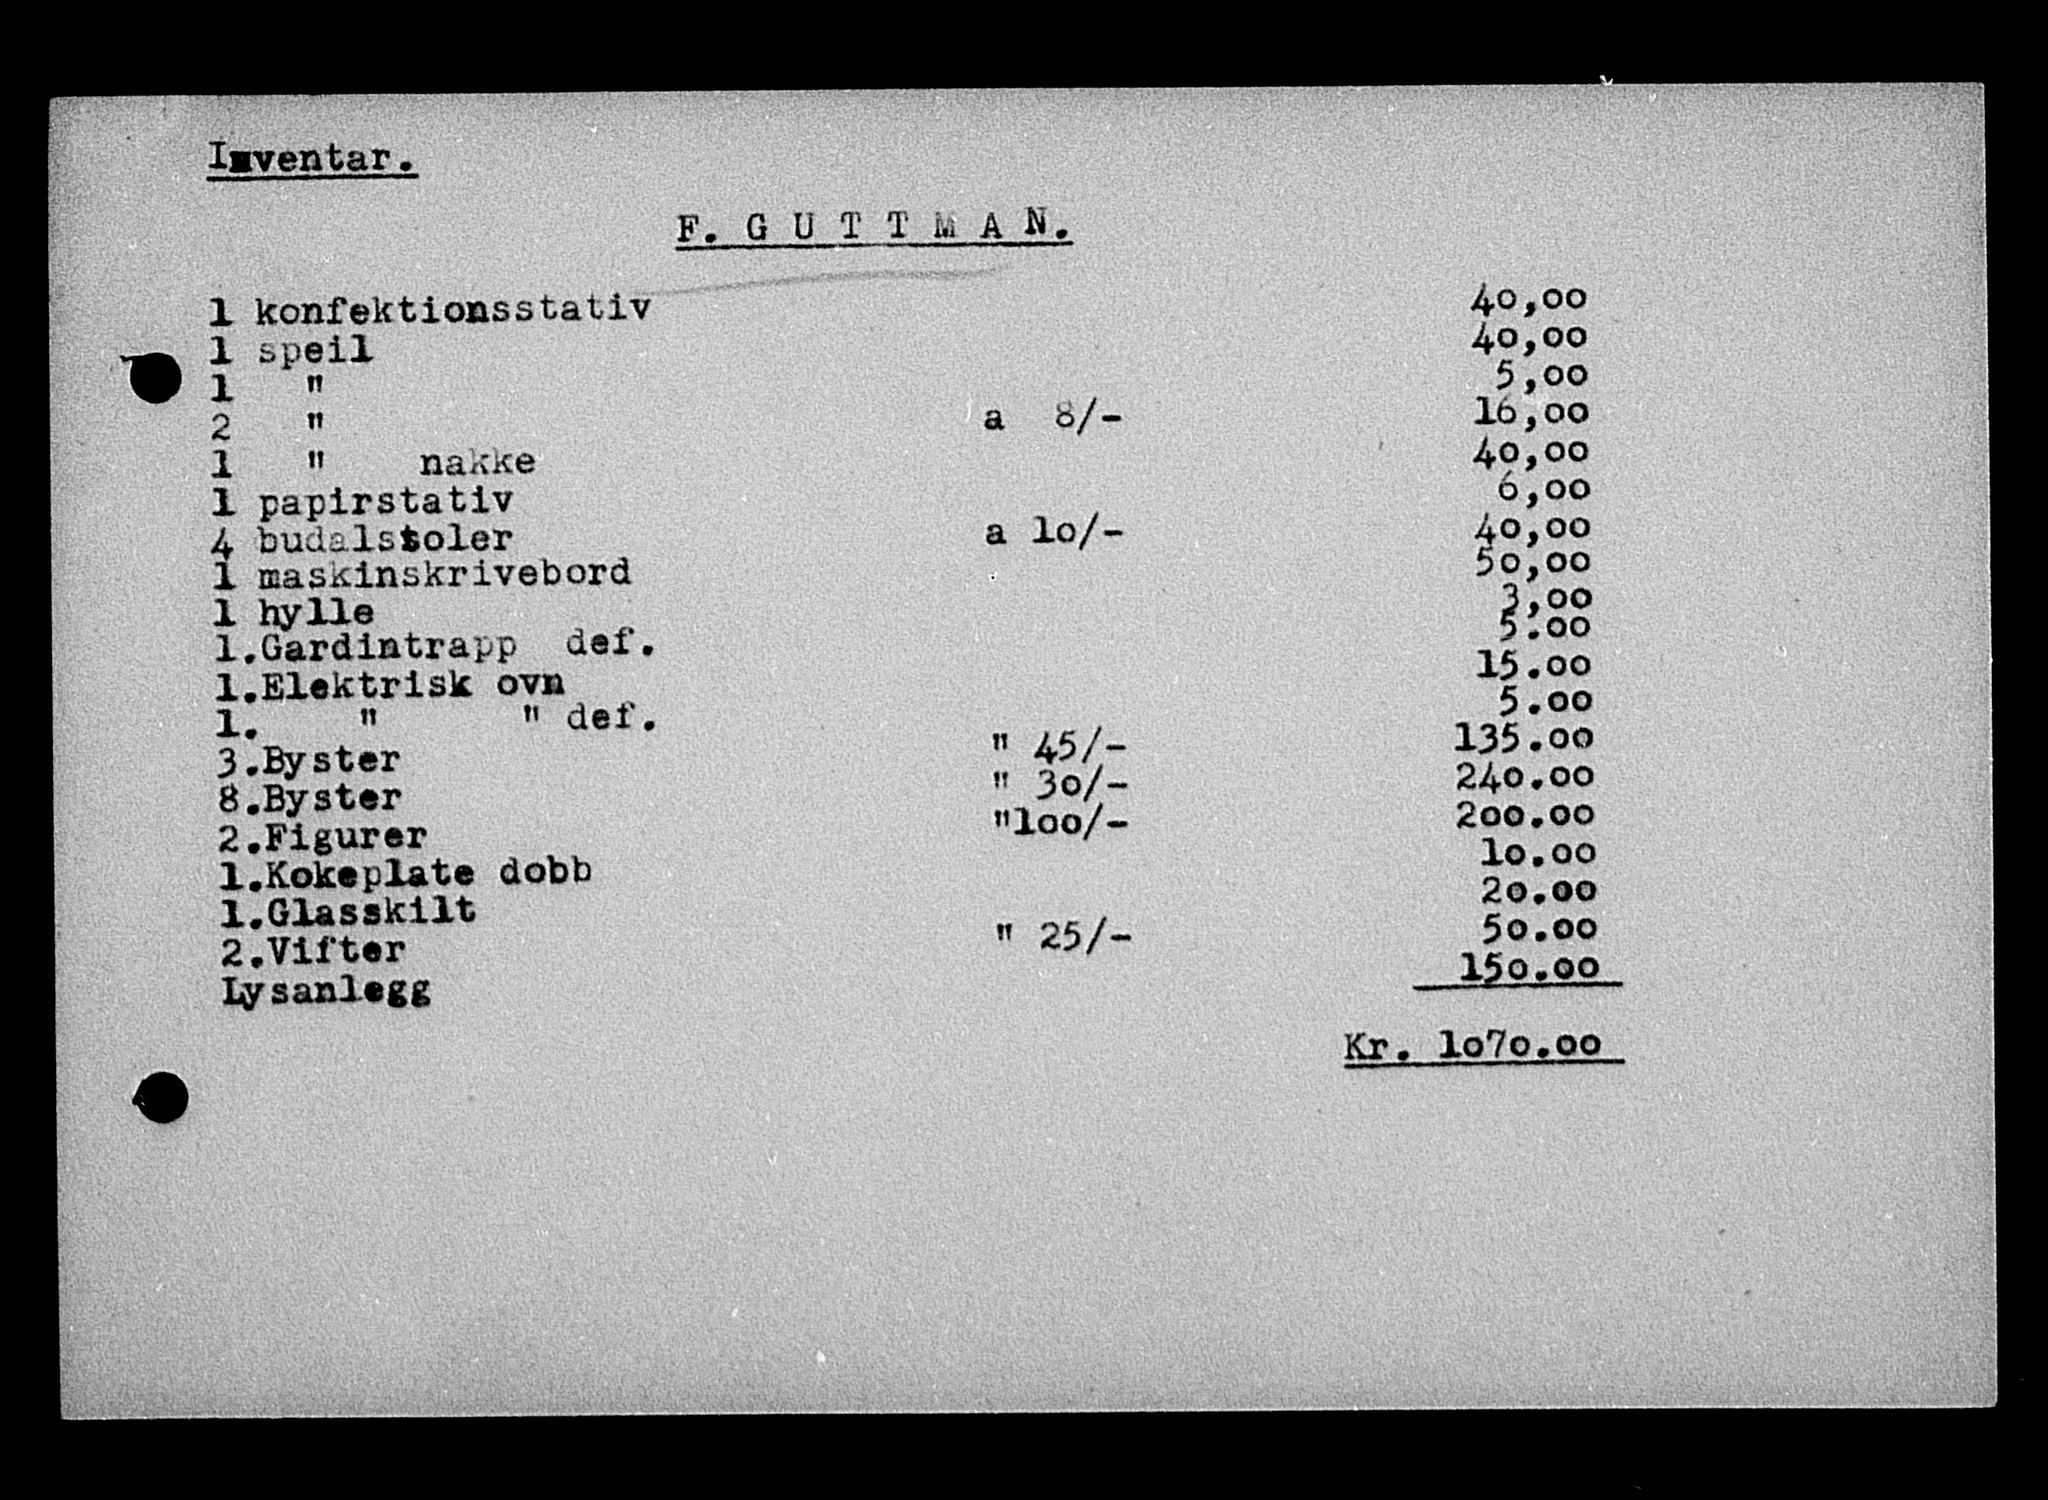 Inventar.
F. G U T T M A N.
1 konfektionsstativ 40,00
1 speil 40,00
1 " 5,00
2 " a 8/- 16,00
1 " nakke 40,00
1 papirstativ 6,00
4 budalstoler a 10/- 40,00
1 maskinskrivebord 50,00
1 hylle 3,00
1.Gardintrapp def. 5.00
1.Elektrisk ovn 15.00
1. " " def. 5.00
3.Byster " 45/- 135.00
8.Byster " 30/- 240.00
2.Figurer "100/- 200.00
1.Kokeplate dobb 10.00
1.Glasskilt 20.00
2.Vifter " 25/- 50.00
Lysanlegg 150.00
Kr. 1070.00